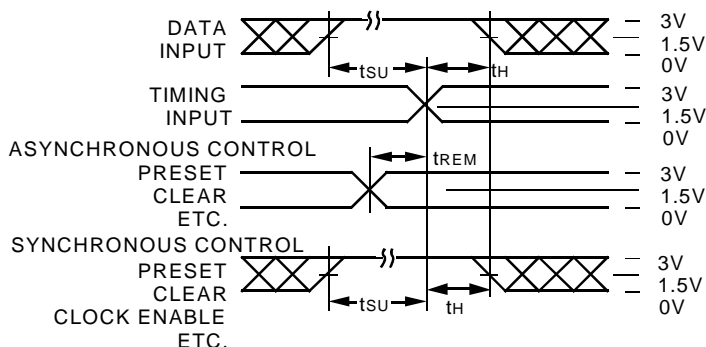 DATA INPUT
3V
1.5V
0V
tSU
tH
TIMING INPUT
3V
1.5V
0V
ASYNCHRONOUS CONTROL
tREM
PRESET
CLEAR
ETC.
3V
1.5V
0V
SYNCHRONOUS CONTROL
PRESET
CLEAR
CLOCK ENABLE
ETC.
3V
1.5V
0V
tSU
tH